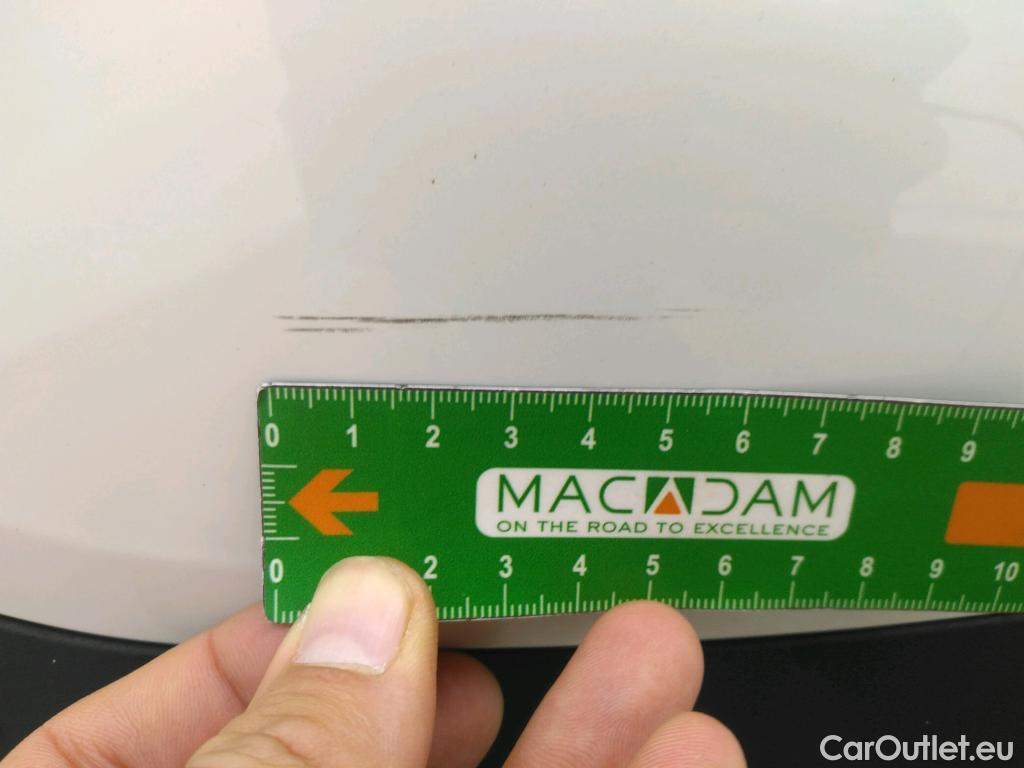 0 1 2 3 4 5 6 7 8 9
MACADAM
ON THE ROAD TO EXCELLENCE
0 2 3 4 5 6 7 8 9 10
CarOutlet.eu